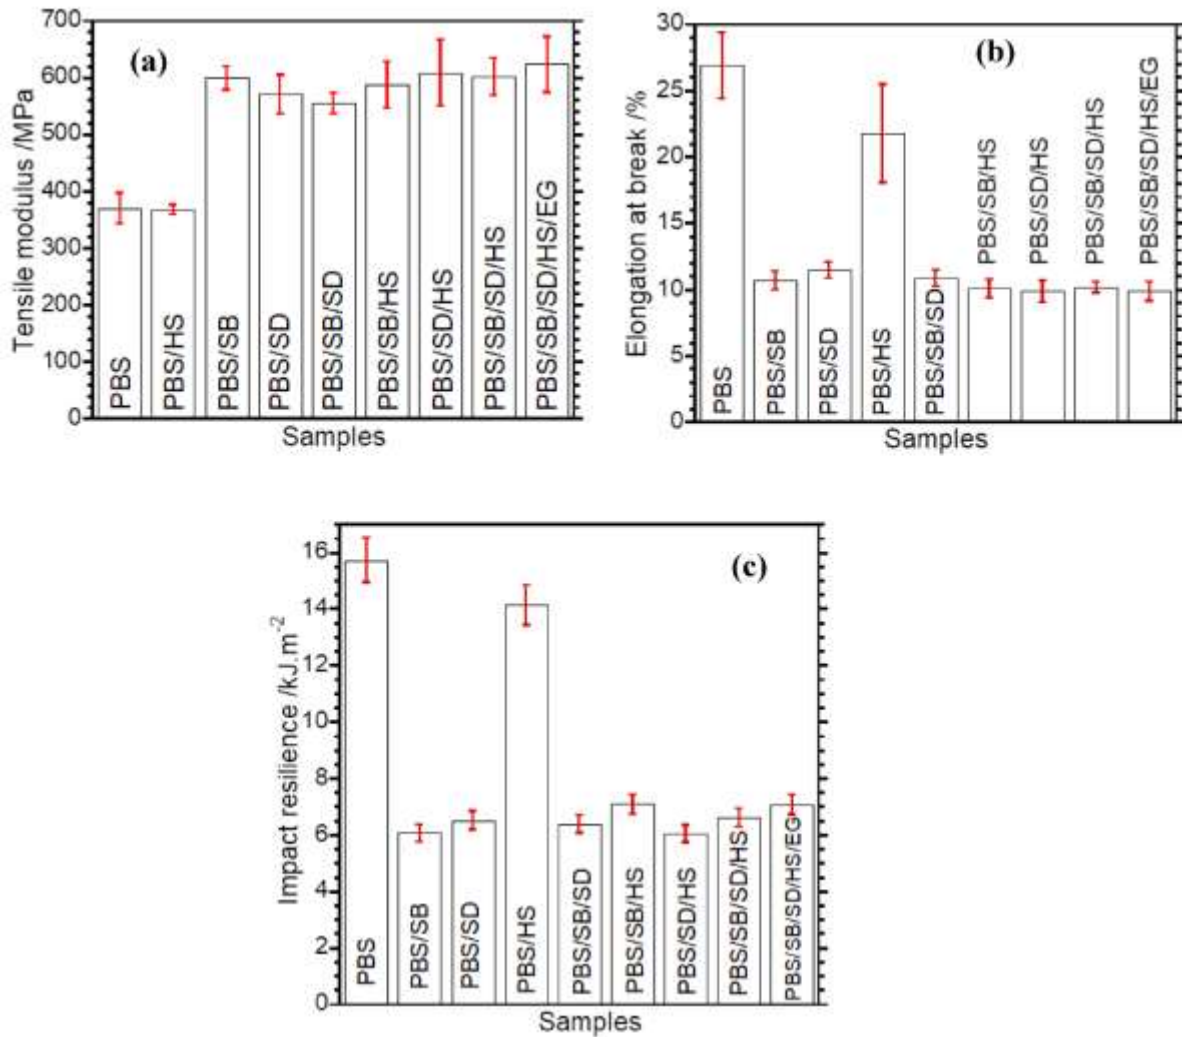 700
600
500
400
300
200
100
0
Tensile modulus /MPa
(a)
PBS
PBS/HS
PBS/SB
PBS/SD
PBS/SB/SD
PBS/SB/HS
PBS/SD/HS
PBS/SB/SD/HS
PBS/SB/SD/HS/EG
Samples
30
25
20
15
10
5
0
Elongation at break /%
(b)
PBS
PBS/SB
PBS/SD
PBS/HS
PBS/SB/SD
PBS/SB/HS
PBS/SD/HS
PBS/SB/SD/HS
PBS/SB/SD/HS/EG
Samples
16
14
12
10
8
6
4
2
0
Impact resilience /kJ.m⁻²
(c)
PBS
PBS/SB
PBS/SD
PBS/HS
PBS/SB/SD
PBS/SB/HS
PBS/SD/HS
PBS/SB/SD/HS
PBS/SB/SD/HS/EG
Samples